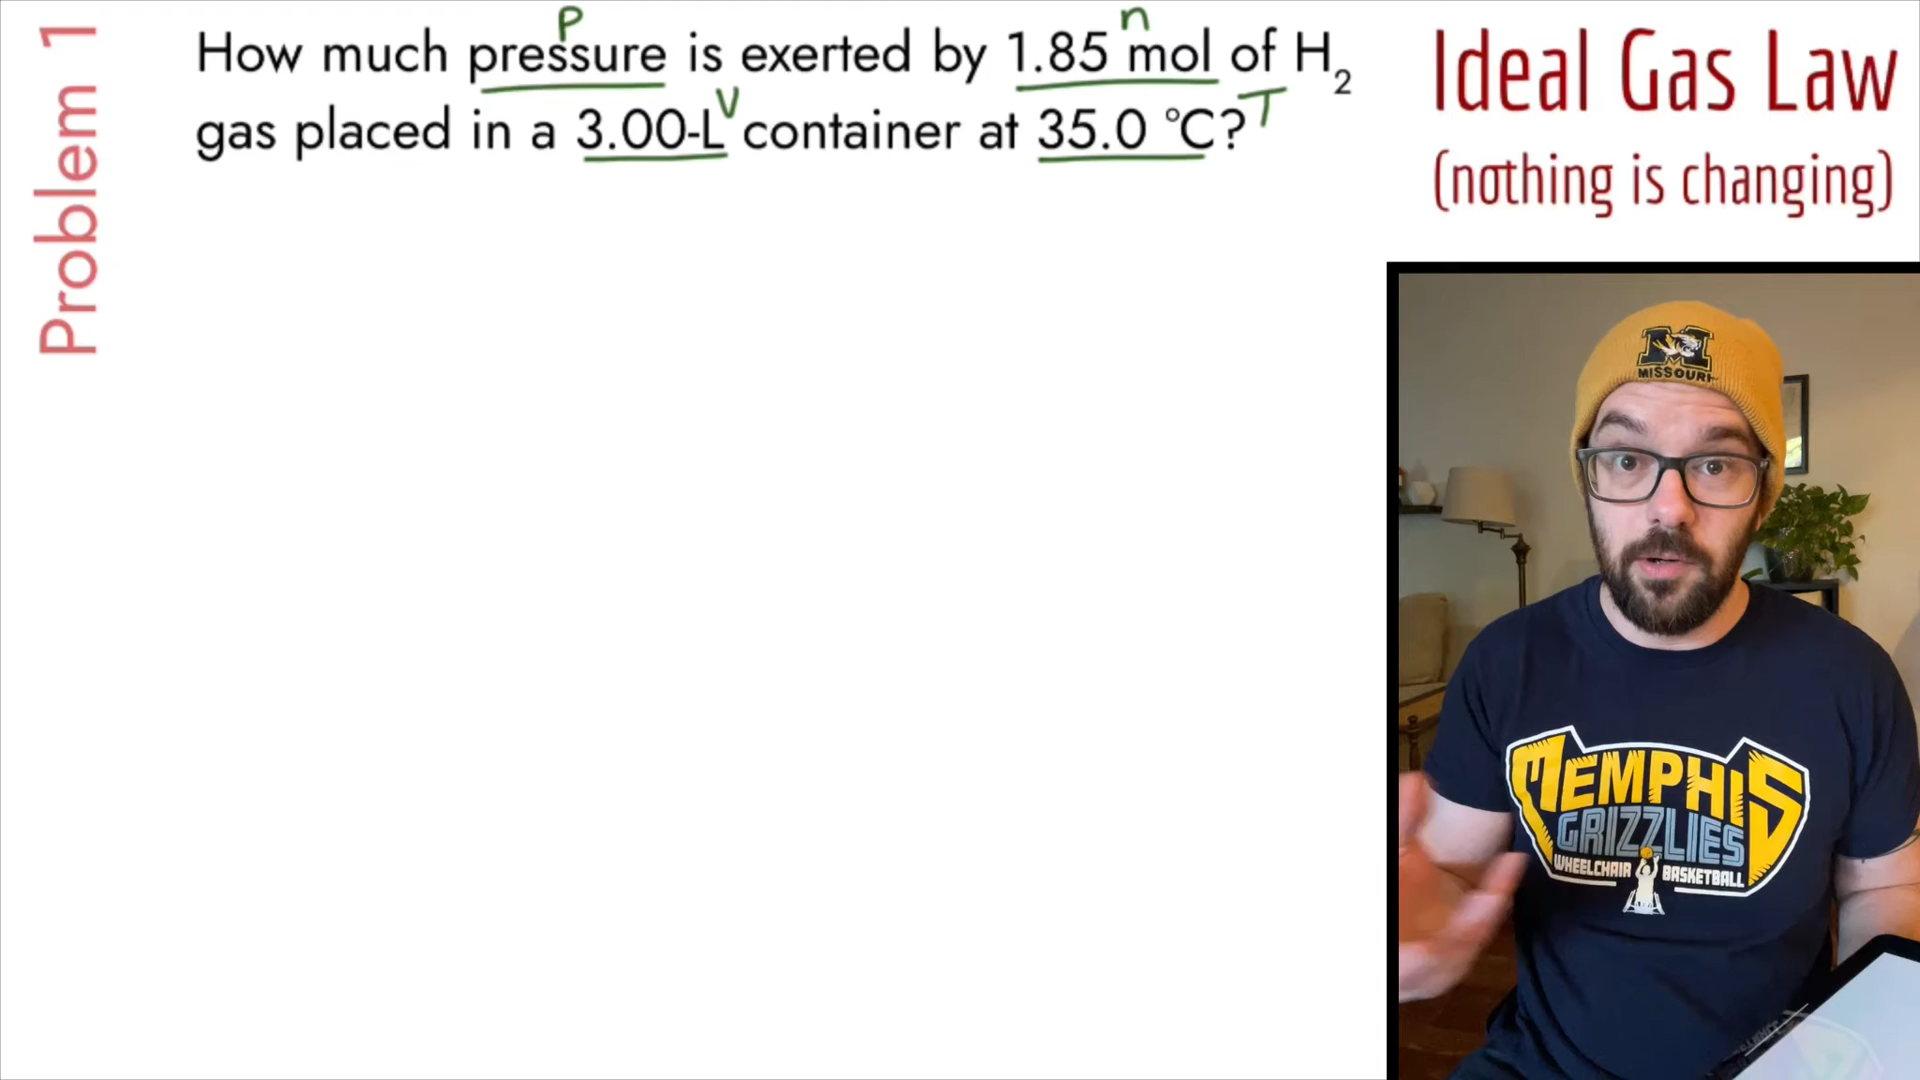 Problem 1
P
n
How much pressure is exerted by 1.85 mol of H₂
V
T
gas placed in a 3.00-L container at 35.0 °C?
Ideal Gas Law
(nothing is changing)
M
MISSOURI
MEMPHIS
GRIZZLIES
WHEELCHAIR BASKETBALL